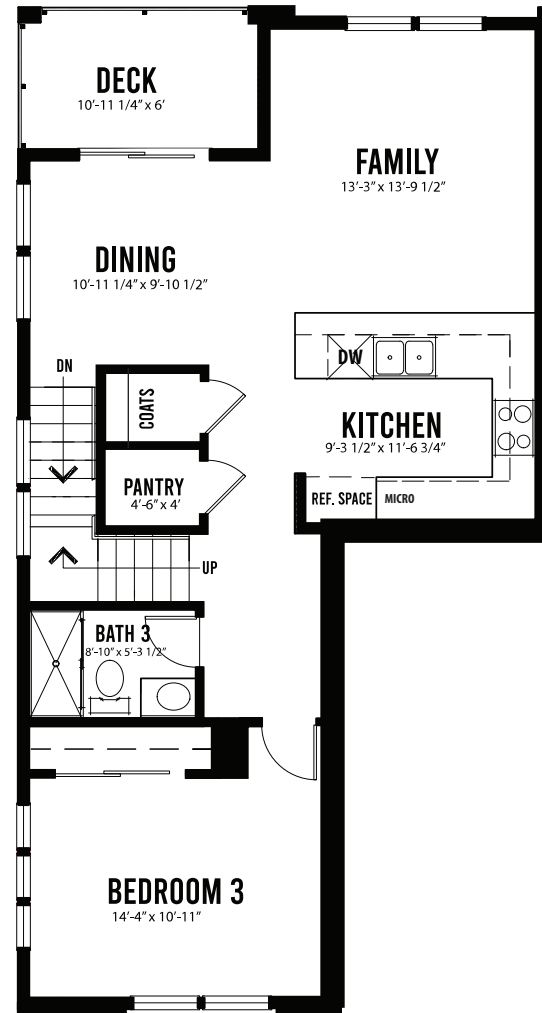 DECK
10'-11 1/4" x 6'
FAMILY
13'-3" x 13'-9 1/2"
DINING
10'-11 1/4" x 9'-10 1/2"
DN
DW
COATS
KITCHEN
9'-3 1/2" x 11'-6 3/4"
PANTRY
4'-6" x 4'
REF. SPACE
MICRO
UP
BATH 3
8'-10" x 5'-3 1/2"
BEDROOM 3
14'-4" x 10'-11"